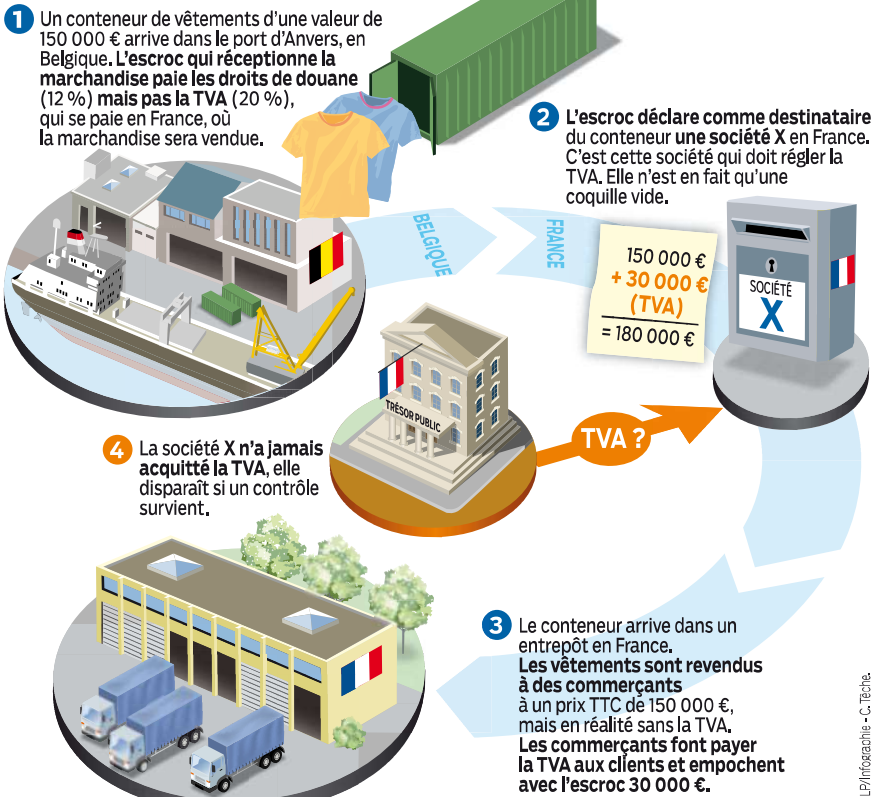 1 Un conteneur de vêtements d'une valeur de
150 000 € arrive dans le port d'Anvers, en
Belgique. L'escroc qui réceptionne la
marchandise paie les droits de douane
(12 %) mais pas la TVA (20 %),
qui se paie en France, où
la marchandise sera vendue.
2 L'escroc déclare comme destinataire
du conteneur une société X en France.
C'est cette société qui doit régler la
TVA. Elle n'est en fait qu'une
coquille vide.
BELGIQUE
FRANCE
150 000 €
+ 30 000 €
(TVA)
= 180 000 €
SOCIÉTÉ
X
TRÉSOR PUBLIC
TVA ?
4 La société X n'a jamais
acquitté la TVA, elle
disparaît si un contrôle
survient.
3 Le conteneur arrive dans un
entrepôt en France.
Les vêtements sont revendus
à des commerçants
à un prix TTC de 150 000 €,
mais en réalité sans la TVA.
Les commerçants font payer
la TVA aux clients et empochent
avec l'escroc 30 000 €.
LP/Infographie - C. Tèche.